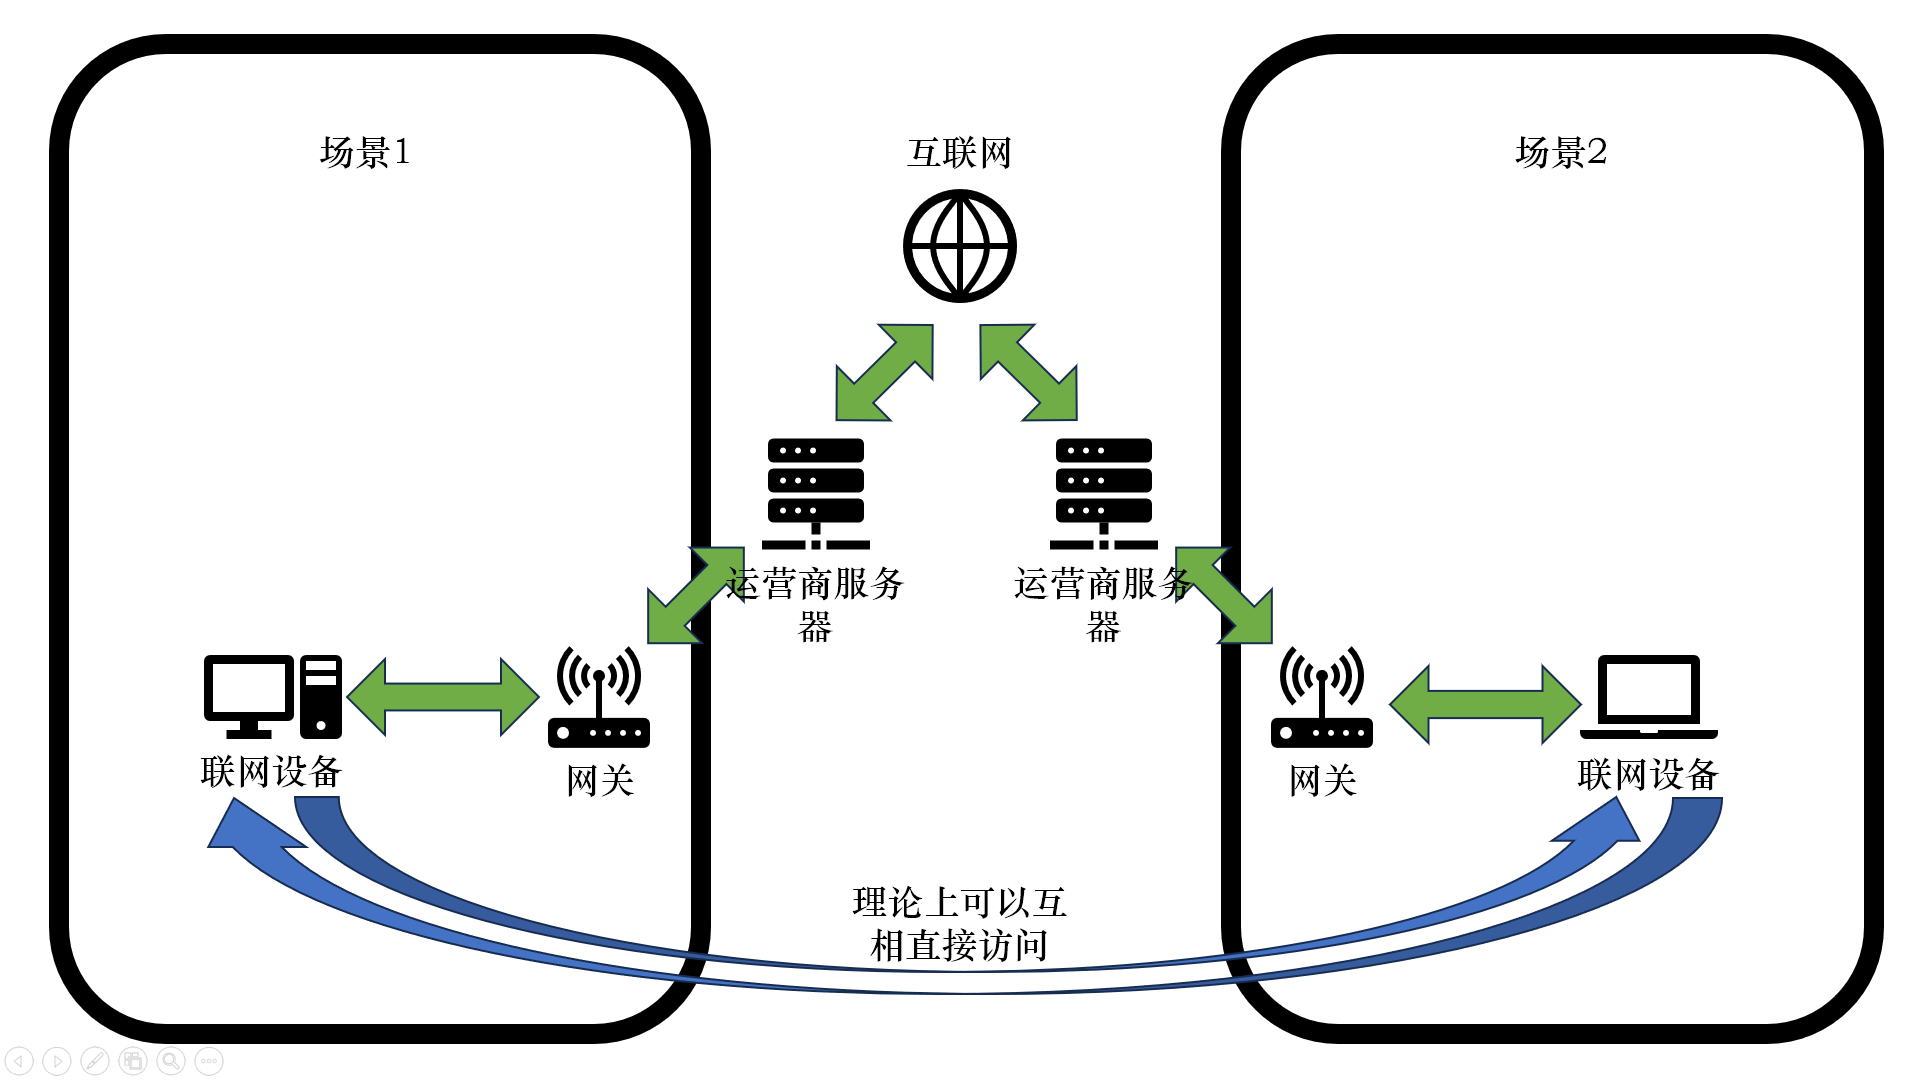 场景1
互联网
场景2
运营商服务
器
运营商服务
器
联网设备
网关
网关
联网设备
理论上可以互
相直接访问